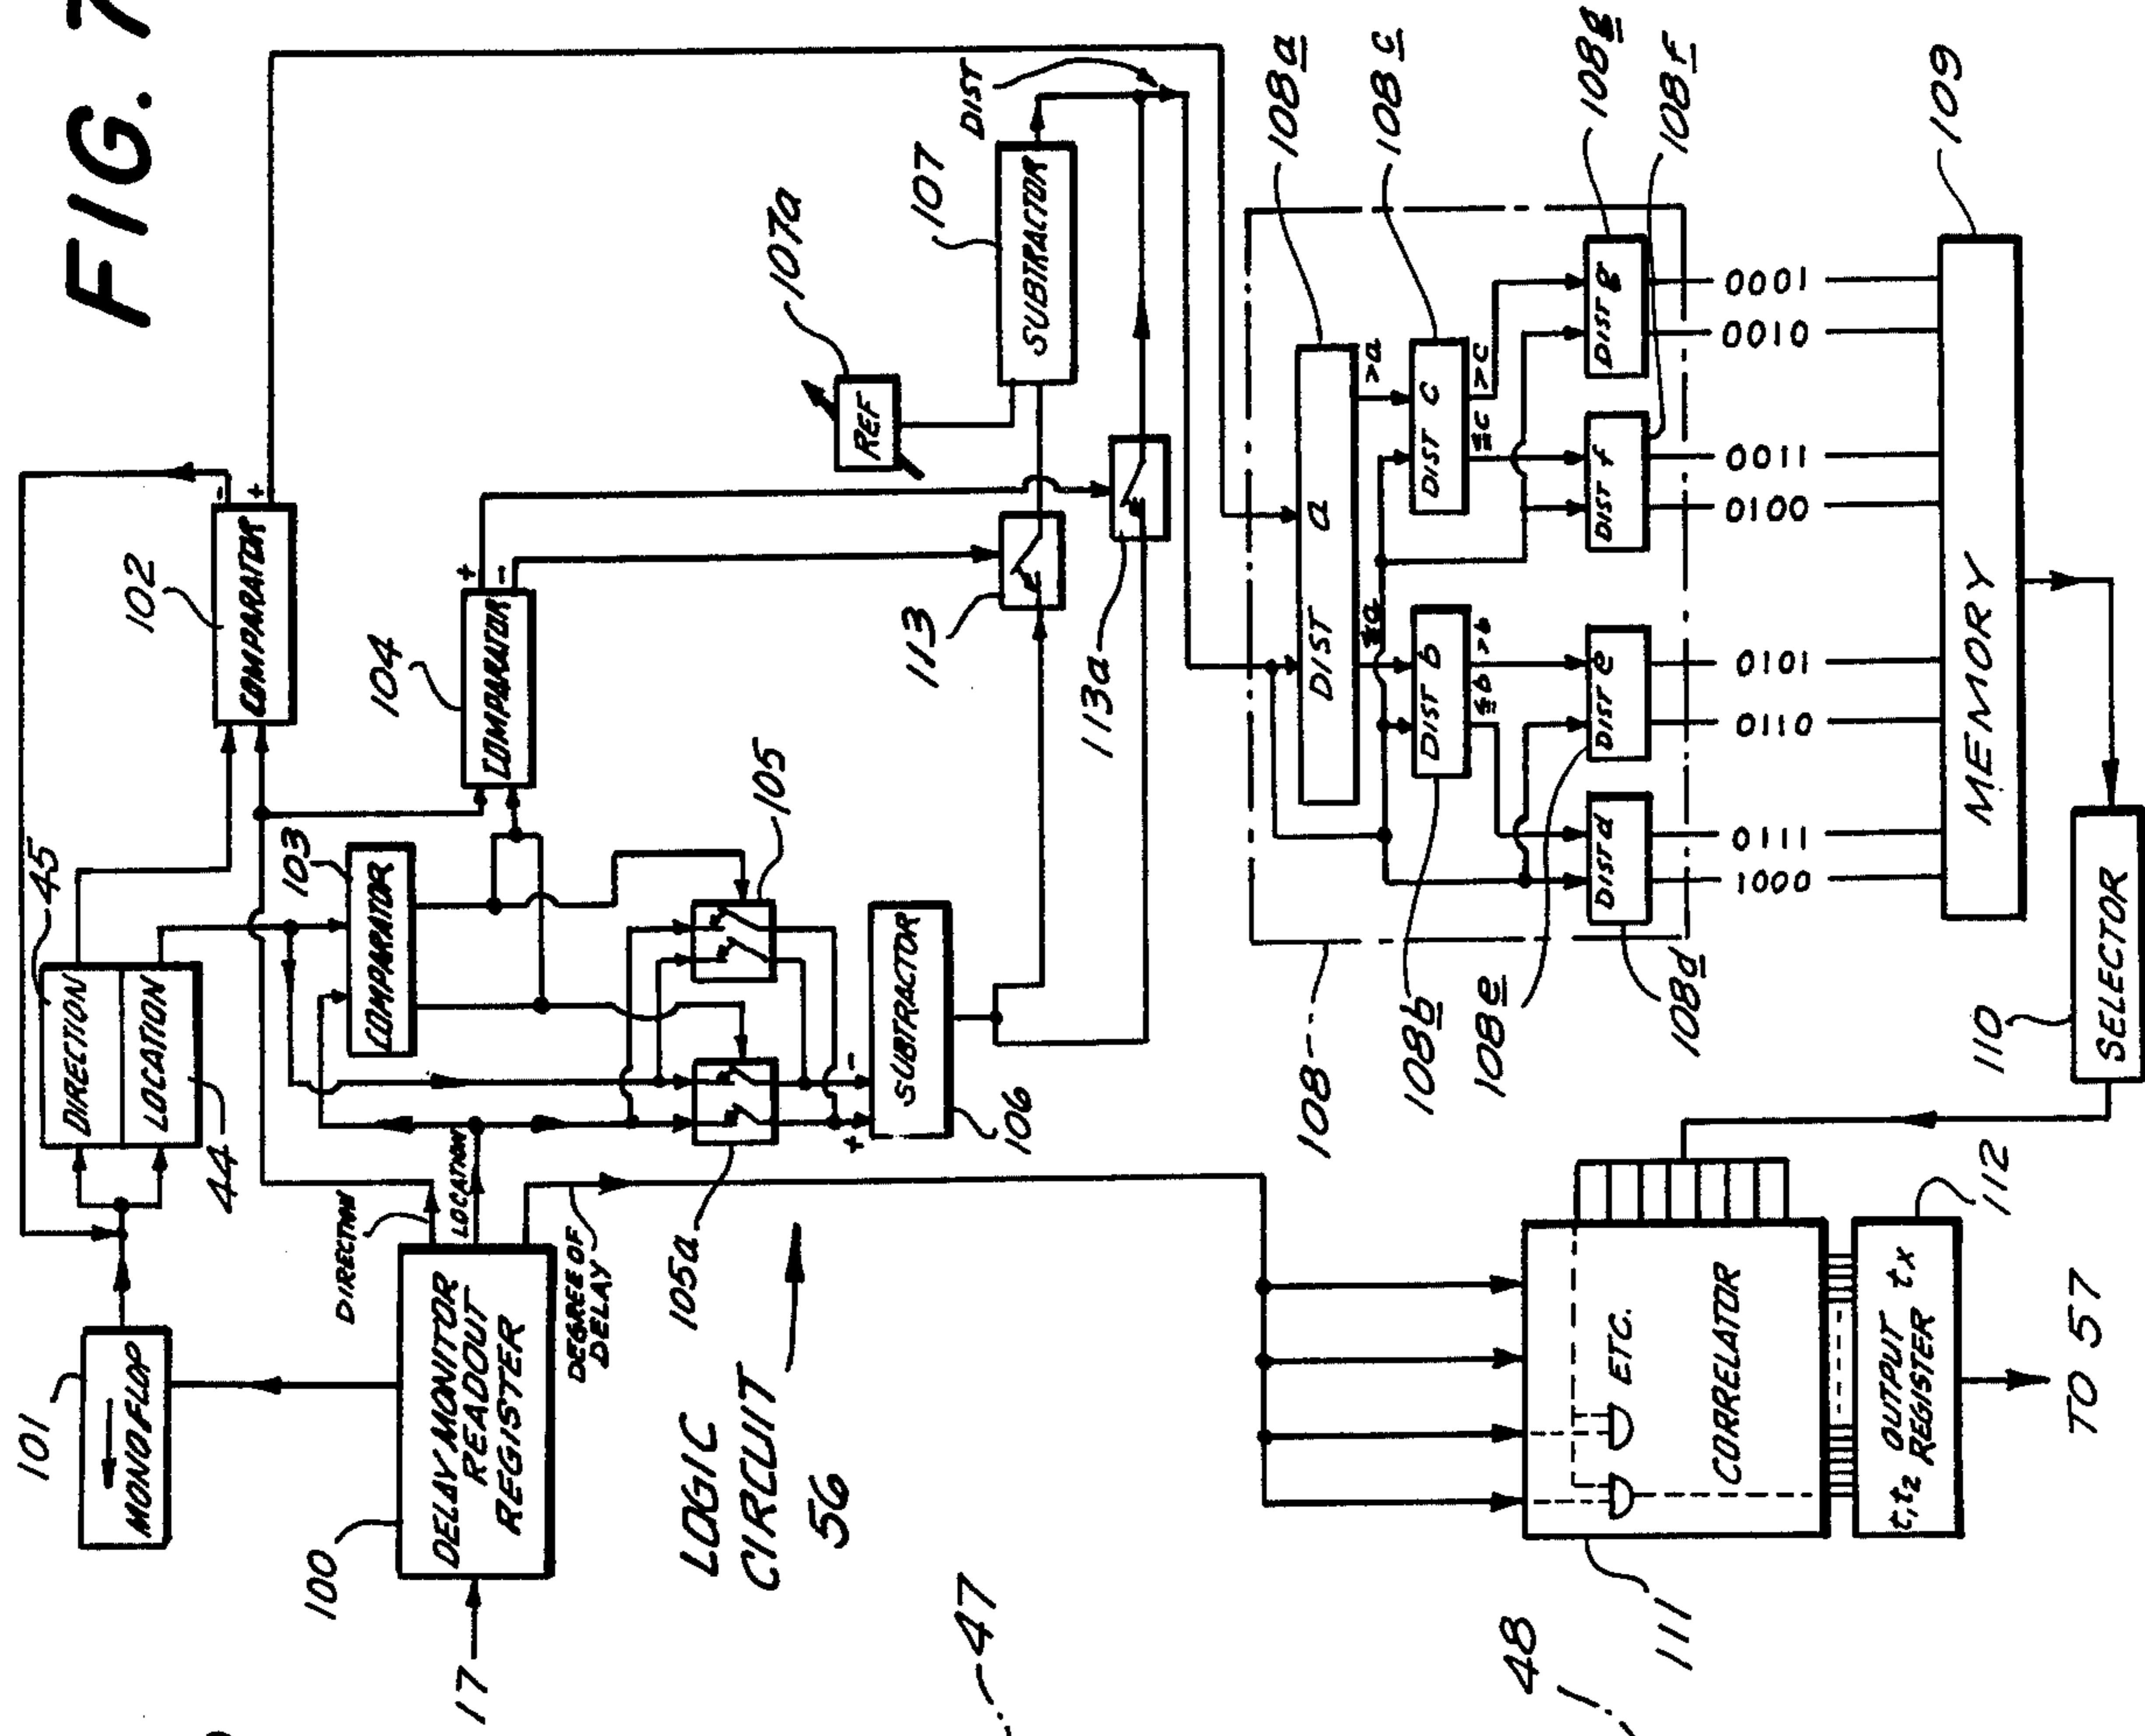 FIG. 7
101
MONOFLOP
45
DIRECTION
LOCATION
44
102
COMPARATOR
-
+
100
17
DELAY MONITOR
READOUT
REGISTER
DIRECTION
LOCATION
DEGREE OF
DELAY
103
COMPARATOR
104
COMPARATOR
+
-
105
105a
+
-
SUBTRACTOR
106
LOGIC
CIRCUIT
56
113
113a
REF
107a
SUBTRACTOR
107
DIST
47
108
DIST a
108a
≦a
>a
DIST b
108b
≦b
>b
DIST C
108c
≦C
>C
DIST d
108d
DIST e
108e
DIST f
108f
DIST g
108g
1000
0111
0110
0101
0100
0011
0010
0001
MEMORY
109
SELECTOR
110
48
111
ETC.
CORRELATOR
112
t1 t2 OUTPUT tx
REGISTER
TO 57